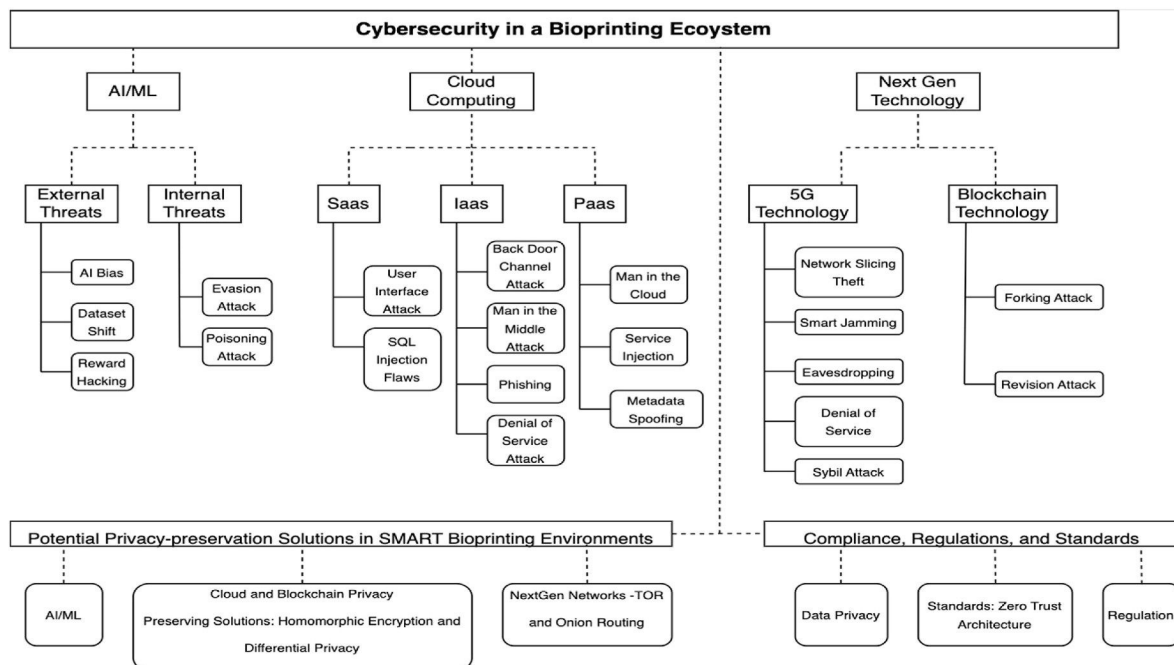 Cybersecurity in a Bioprinting Ecoystem
AI/ML
Cloud
Computing
Next Gen
Technology
External
Threats
Internal
Threats
Saas
Iaas
Paas
5G
Technology
Blockchain
Technology
AI Bias
Dataset
Shift
Reward
Hacking
Evasion
Attack
Poisoning
Attack
User
Interface
Attack
SQL
Injection
Flaws
Back Door
Channel
Attack
Man in the
Middle
Attack
Phishing
Denial of
Service
Attack
Man in the
Cloud
Service
Injection
Metadata
Spoofing
Network Slicing
Theft
Smart Jamming
Eavesdropping
Denial of
Service
Sybil Attack
Forking Attack
Revision Attack
Potential Privacy-preservation Solutions in SMART Bioprinting Environments
Compliance, Regulations, and Standards
AI/ML
Cloud and Blockchain Privacy
Preserving Solutions: Homomorphic Encryption and
Differential Privacy
NextGen Networks -TOR
and Onion Routing
Data Privacy
Standards: Zero Trust
Architecture
Regulation